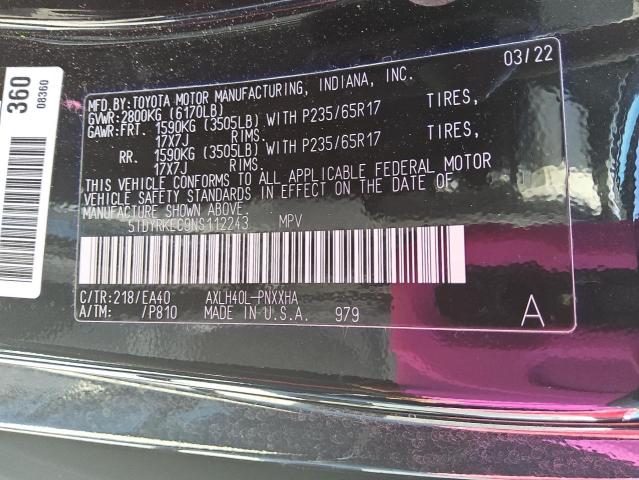 360
08360
03/22
MFD.BY:TOYOTA MOTOR MANUFACTURING, INDIANA, INC.
GVWR:2800KG (6170LB)
GAWR:FRT. 1590KG (3505LB) WITH P235/65R17 TIRES,
17X7J RIMS.
RR. 1590KG (3505LB) WITH P235/65R17 TIRES,
17X7J RIMS.
THIS VEHICLE CONFORMS TO ALL APPLICABLE FEDERAL MOTOR
VEHICLE SAFETY STANDARDS IN EFFECT ON THE DATE OF
MANUFACTURE SHOWN ABOVE.
5TDYRKEC9NS112243 MPV
C/TR:218/EA40 AXLH40L-PNXXHA
A/TM: /P810 MADE IN U.S.A. 979 A